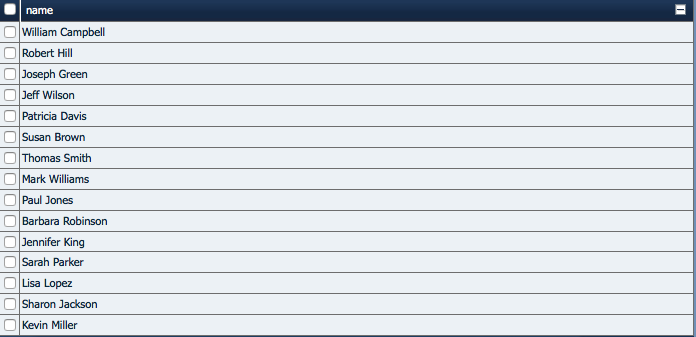 name
William Campbell
Robert Hill
Joseph Green
Jeff Wilson
Patricia Davis
Susan Brown
Thomas Smith
Mark Williams
Paul Jones
Barbara Robinson
Jennifer King
Sarah Parker
Lisa Lopez
Sharon Jackson
Kevin Miller